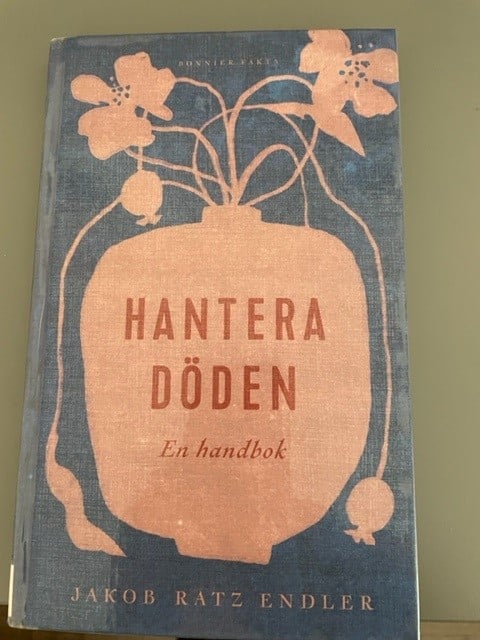 BONNIER FAKTA
HANTERA
DÖDEN
En handbok
JAKOB RATZ ENDLER